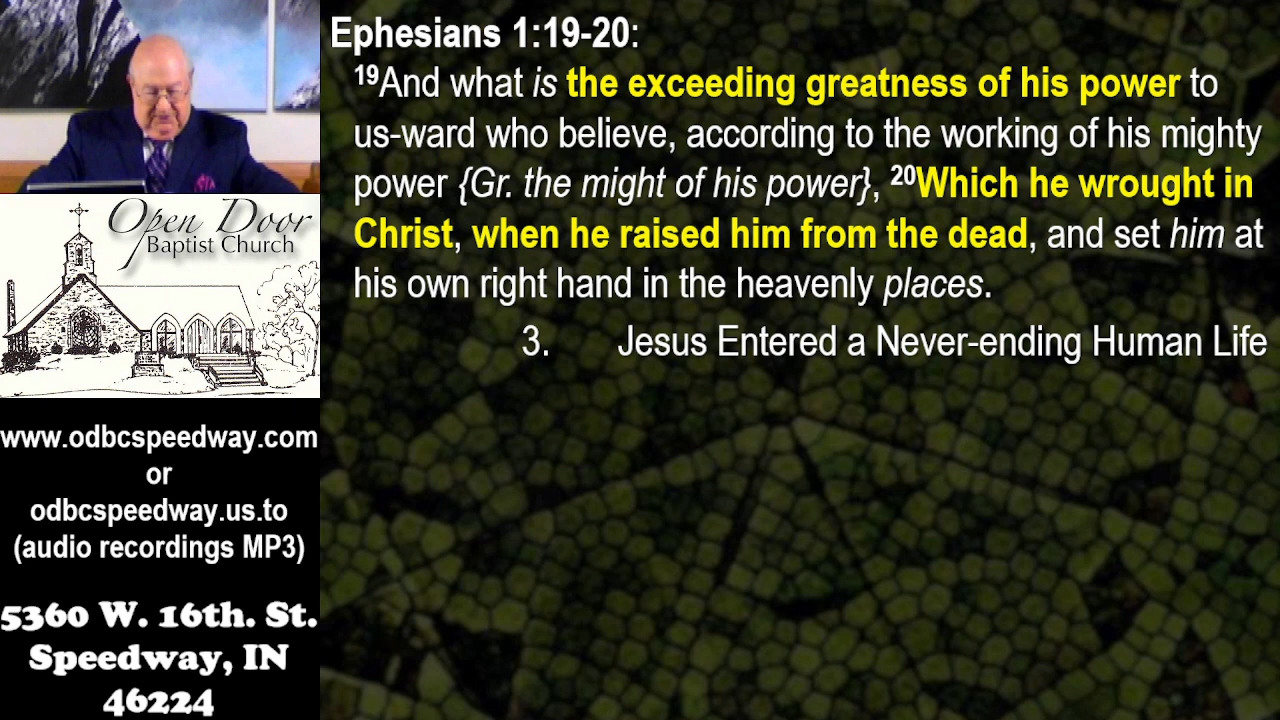 Open Door
Baptist Church
www.odbcspeedway.com
or
odbcspeedway.us.to
(audio recordings MP3)
5360 W. 16th. St.
Speedway, IN
46224
Ephesians 1:19-20:
19And what is the exceeding greatness of his power to
us-ward who believe, according to the working of his mighty
power {Gr. the might of his power}, 20Which he wrought in
Christ, when he raised him from the dead, and set him at
his own right hand in the heavenly places.
3. Jesus Entered a Never-ending Human Life